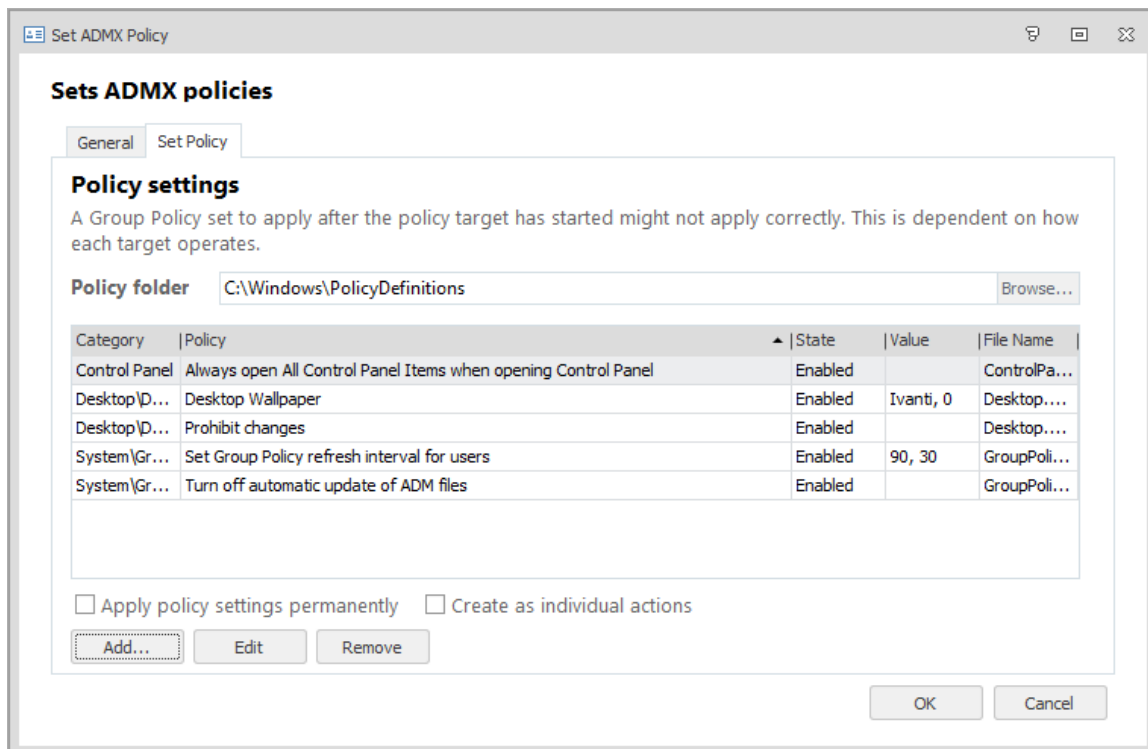 Set ADMX Policy
Sets ADMX policies
General Set Policy
Policy settings
A Group Policy set to apply after the policy target has started might not apply correctly. This is dependent on how
each target operates.
Policy folder C:\Windows\PolicyDefinitions Browse...
Category |Policy |State |Value |File Name |
Control Panel Always open All Control Panel Items when opening Control Panel Enabled ControlPa...
Desktop\D... Desktop Wallpaper Enabled Ivanti, 0 Desktop....
Desktop\D... Prohibit changes Enabled Desktop....
System\Gr... Set Group Policy refresh interval for users Enabled 90, 30 GroupPoli...
System\Gr... Turn off automatic update of ADM files Enabled GroupPoli...
Apply policy settings permanently Create as individual actions
Add... Edit Remove
OK Cancel